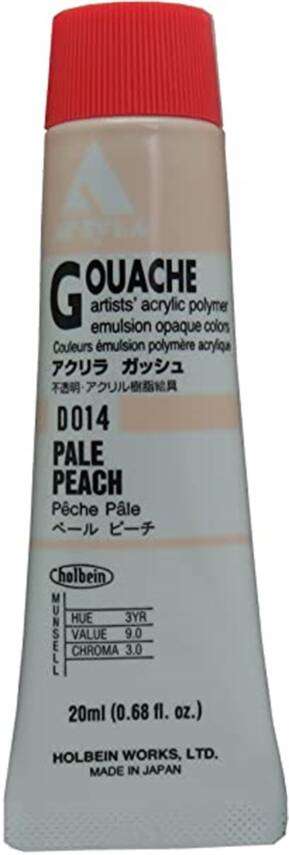 ACRYLA
GOUACHE
artists' acrylic polymer
emulsion opaque colors
Couleurs émulsion polymère acrylique
アクリラ ガッシュ
不透明・アクリル樹脂絵具
D014
PALE
PEACH
Pêche Pâle
ペール ピーチ
holbein
MUNSELL
HUE 3YR
VALUE 9.0
CHROMA 3.0
20ml (0.68 fl. oz.)
HOLBEIN WORKS, LTD.
MADE IN JAPAN